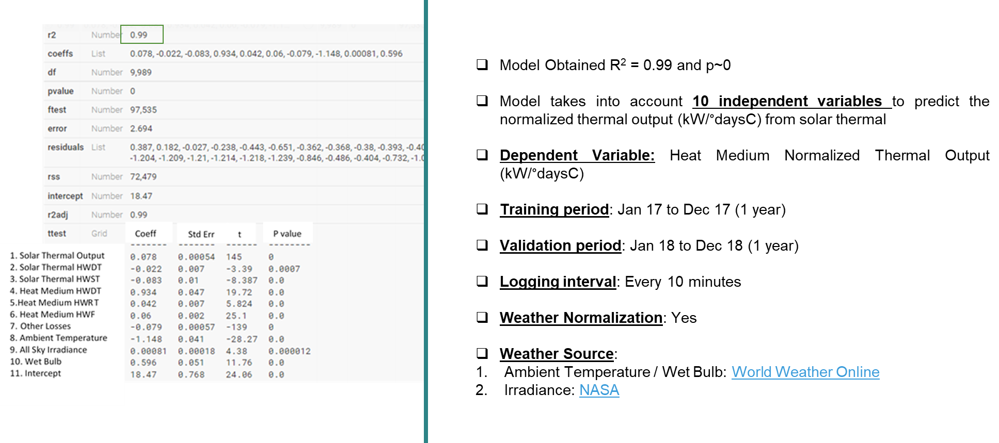 r2 Number 0.99
coeffs List 0.078, -0.022, -0.083, 0.934, 0.042, 0.06, -0.079, -1.148, 0.00081, 0.596
df Number 9,989
pvalue Number 0
ftest Number 97,535
error Number 2.694
residuals List 0.387, 0.182, -0.027, -0.238, -0.443, -0.651, -0.362, -0.368, -0.38, -0.393, -0.40
-1.204, -1.209, -1.21, -1.214, -1.218, -1.239, -0.846, -0.486, -0.404, -0.732, -1.0
rss Number 72,479
intercept Number 18.47
r2adj Number 0.99
ttest Grid Coeff Std Err t P value
1. Solar Thermal Output 0.078 0.00054 145 0
2. Solar Thermal HWDT -0.022 0.007 -3.39 0.0007
3. Solar Thermal HWST -0.083 0.01 -8.387 0.0
4. Heat Medium HWDT 0.934 0.047 19.72 0.0
5.Heat Medium HWRT 0.042 0.007 5.824 0.0
6. Heat Medium HWF 0.06 0.002 25.1 0.0
7. Other Losses -0.079 0.00057 -139 0
8. Ambient Temperature -1.148 0.041 -28.27 0.0
9. All Sky Irradiance 0.00081 0.00018 4.38 0.000012
10. Wet Bulb 0.596 0.051 11.76 0.0
11. Intercept 18.47 0.768 24.06 0.0
❑ Model Obtained R² = 0.99 and p~0
❑ Model takes into account 10 independent variables to predict the
normalized thermal output (kW/°daysC) from solar thermal
❑ Dependent Variable: Heat Medium Normalized Thermal Output
(kW/°daysC)
❑ Training period: Jan 17 to Dec 17 (1 year)
❑ Validation period: Jan 18 to Dec 18 (1 year)
❑ Logging interval: Every 10 minutes
❑ Weather Normalization: Yes
❑ Weather Source:
1. Ambient Temperature / Wet Bulb: World Weather Online
2. Irradiance: NASA